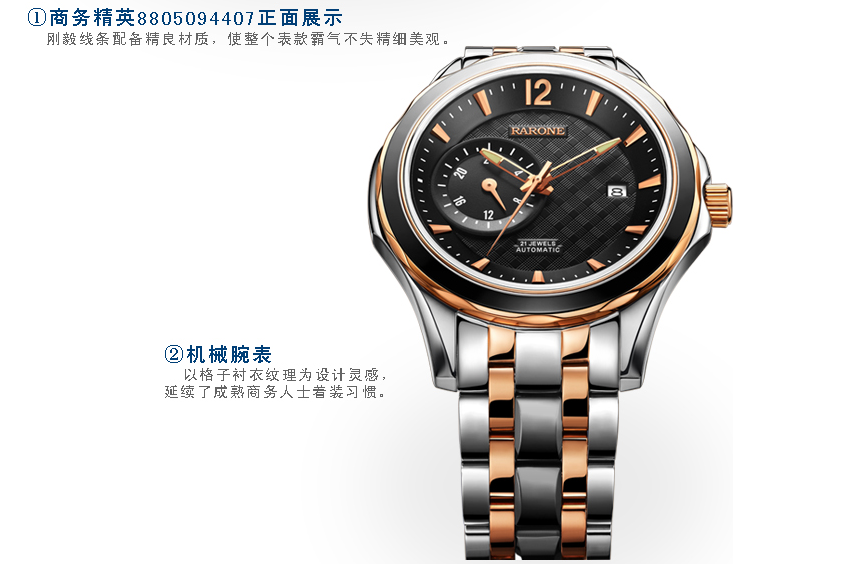 ①商务精英8805094407正面展示
刚毅线条配备精良材质，使整个表款霸气不失精细美观。
12
RARONE
20
4
8
16
12
8
21 JEWELS
AUTOMATIC
②机械腕表
以格子衬衣纹理为设计灵感，
延续了成熟商务人士着装习惯。